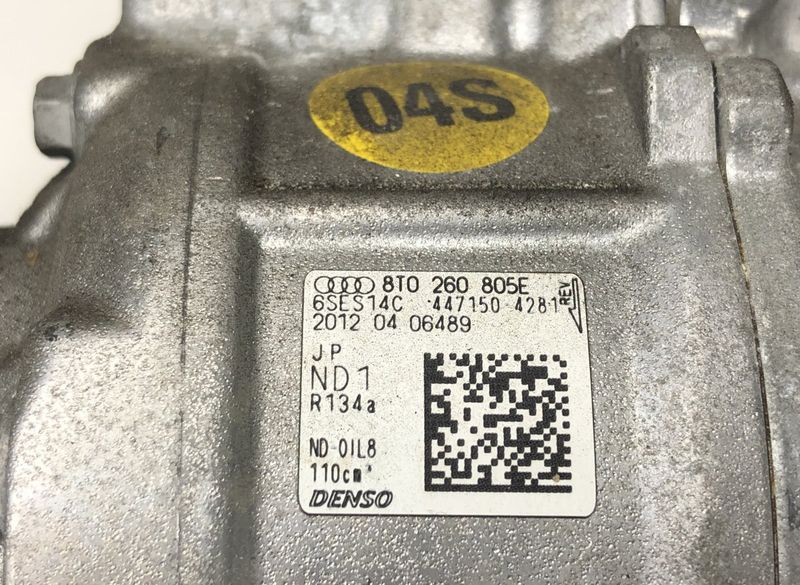 04S
8T0 260 805E
6SES14C 447150 4281
REV
2012 04 06489
JP
ND1
R134a
ND-OIL8
110cm³
DENSO